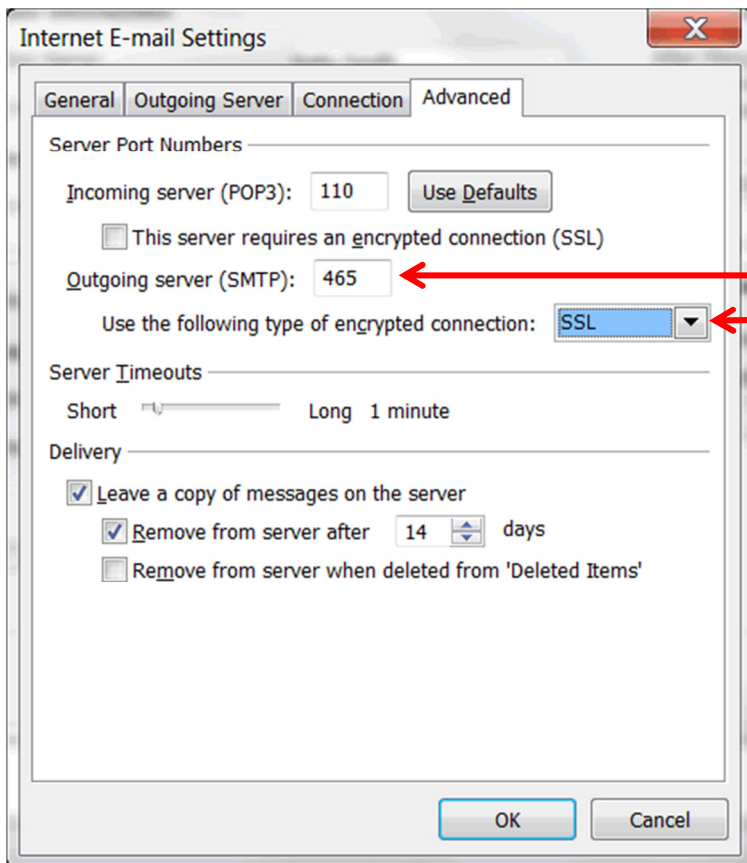 Internet E-mail Settings
General Outgoing Server Connection Advanced
Server Port Numbers
Incoming server (POP3): 110 Use Defaults
This server requires an encrypted connection (SSL)
Outgoing server (SMTP): 465
Use the following type of encrypted connection: SSL
Server Timeouts
Short Long 1 minute
Delivery
Leave a copy of messages on the server
Remove from server after 14 days
Remove from server when deleted from 'Deleted Items'
OK Cancel